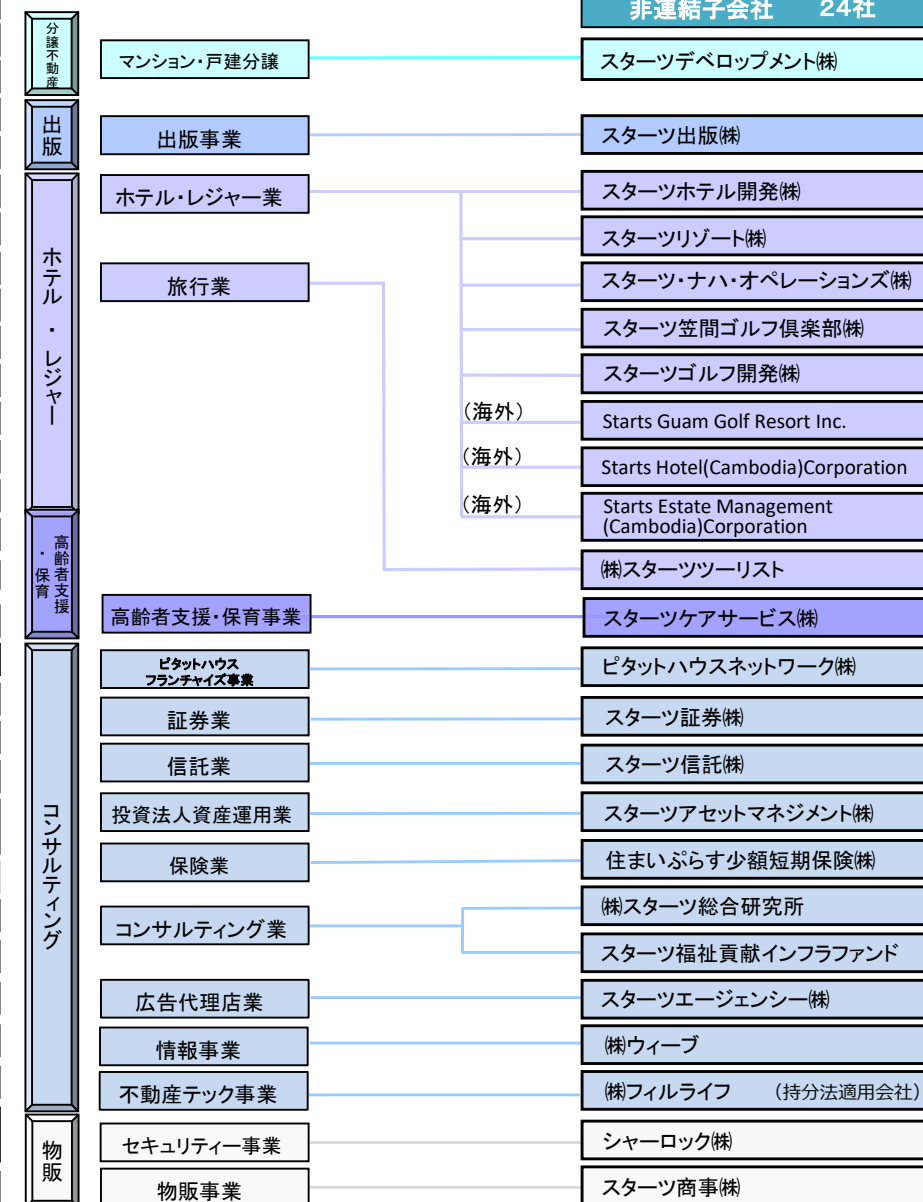 非連結子会社 24社
分譲不動産
マンション・戸建分譲
スターツデベロップメント㈱
出版
出版事業
スターツ出版㈱
ホテル・レジャー
ホテル・レジャー業
スターツホテル開発㈱
スターツリゾート㈱
旅行業
スターツ・ナハ・オペレーションズ㈱
スターツ笠間ゴルフ倶楽部㈱
スターツゴルフ開発㈱
(海外)
Starts Guam Golf Resort Inc.
(海外)
Starts Hotel(Cambodia)Corporation
(海外)
Starts Estate Management
(Cambodia)Corporation
㈱スターツツーリスト
高齢者支援
・保育
高齢者支援・保育事業
スターツケアサービス㈱
コンサルティング
ピタットハウス
フランチャイズ事業
ピタットハウスネットワーク㈱
証券業
スターツ証券㈱
信託業
スターツ信託㈱
投資法人資産運用業
スターツアセットマネジメント㈱
保険業
住まいぷらす少額短期保険㈱
コンサルティング業
㈱スターツ総合研究所
スターツ福祉貢献インフラファンド
広告代理店業
スターツエージェンシー㈱
情報事業
㈱ウィーブ
不動産テック事業
㈱フィルライフ (持分法適用会社)
物販
セキュリティー事業
シャーロック㈱
物販事業
スターツ商事㈱